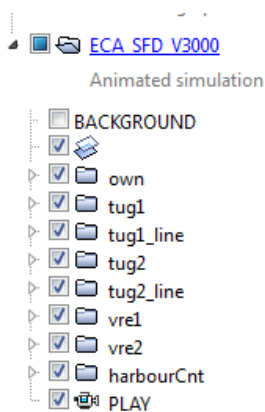 ECA_SFD_V3000
Animated simulation
BACKGROUND
own
tug1
tug1_line
tug2
tug2_line
vre1
vre2
harbourCnt
PLAY